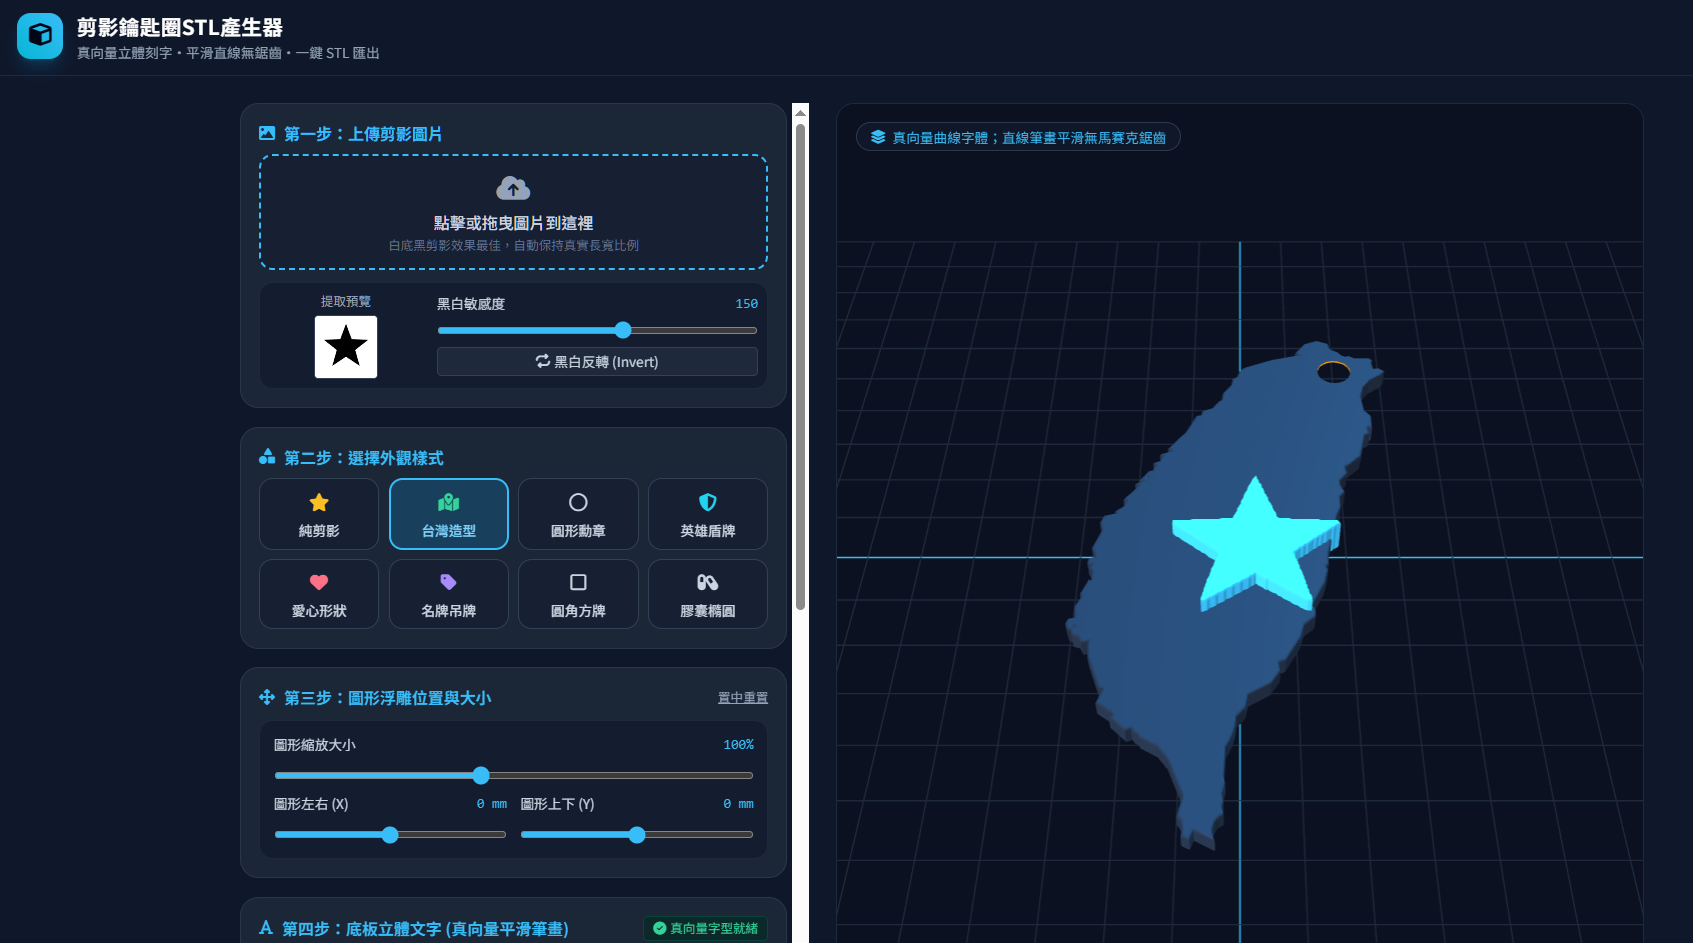 剪影鑰匙圈STL產生器
真向量立體刻字・平滑直線無鋸齒・一鍵 STL 匯出
第一步：上傳剪影圖片
點擊或拖曳圖片到這裡
白底黑剪影效果最佳，自動保持真實長寬比例
提取預覽
黑白敏感度 150
黑白反轉 (Invert)
第二步：選擇外觀樣式
純剪影
台灣造型
圓形勳章
英雄盾牌
愛心形狀
名牌吊牌
圓角方牌
膠囊橢圓
第三步：圖形浮雕位置與大小 置中重置
圖形縮放大小 100%
圖形左右 (X) 0 mm 圖形上下 (Y) 0 mm
第四步：底板立體文字 (真向量平滑筆畫) 真向量字型就緒
真向量曲線字體；直線筆畫平滑無馬賽克鋸齒